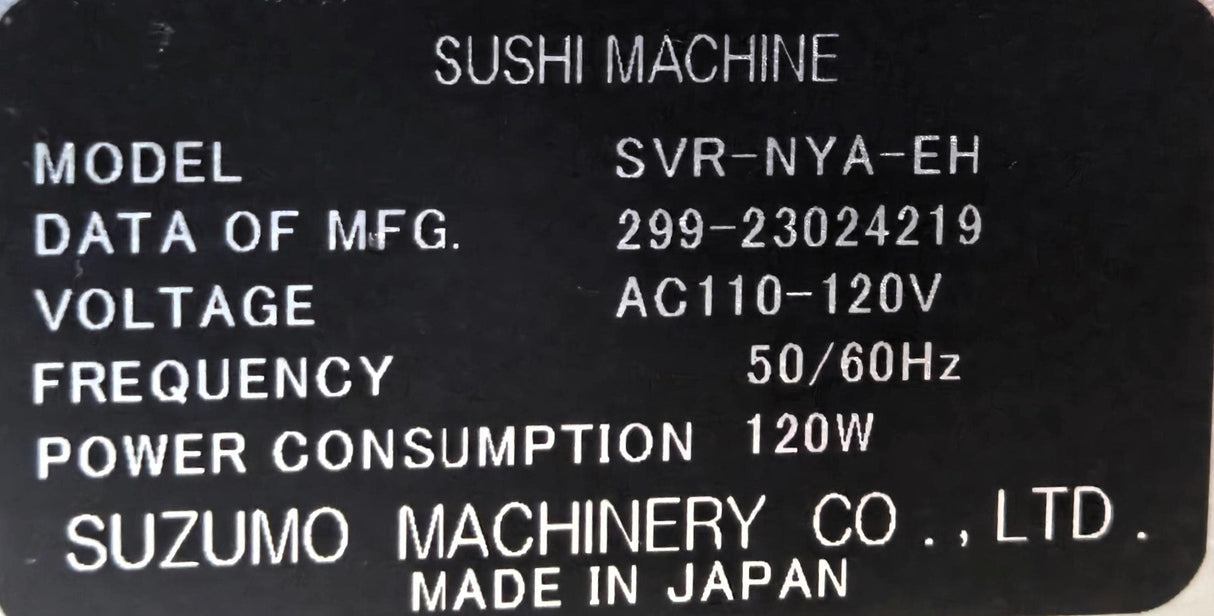 SUSHI MACHINE
MODEL SVR-NYA-EH
DATA OF MFG. 299-23024219
VOLTAGE AC110-120V
FREQUENCY 50/60Hz
POWER CONSUMPTION 120W
SUZUMO MACHINERY CO., LTD.
MADE IN JAPAN